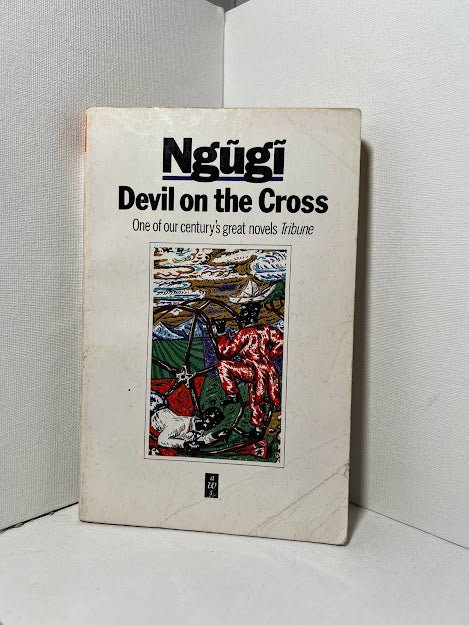 Ngũgĩ
Devil on the Cross
One of our century's great novels Tribune
a
w
s